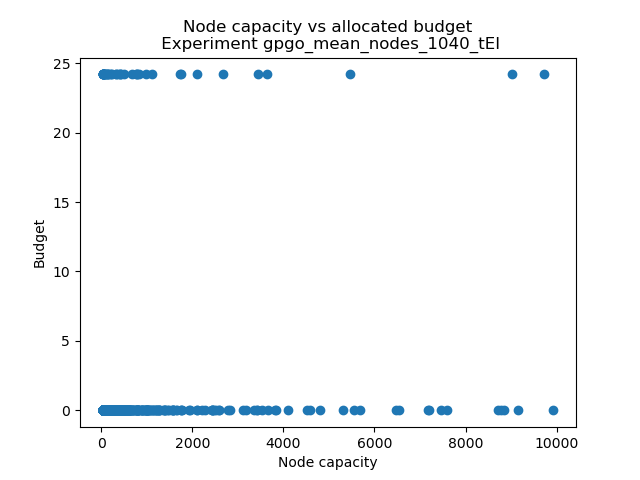 Node capacity vs allocated budget
Experiment gpgo_mean_nodes_1040_tEI
25
20
15
10
5
0
Budget
0 2000 4000 6000 8000 10000
Node capacity